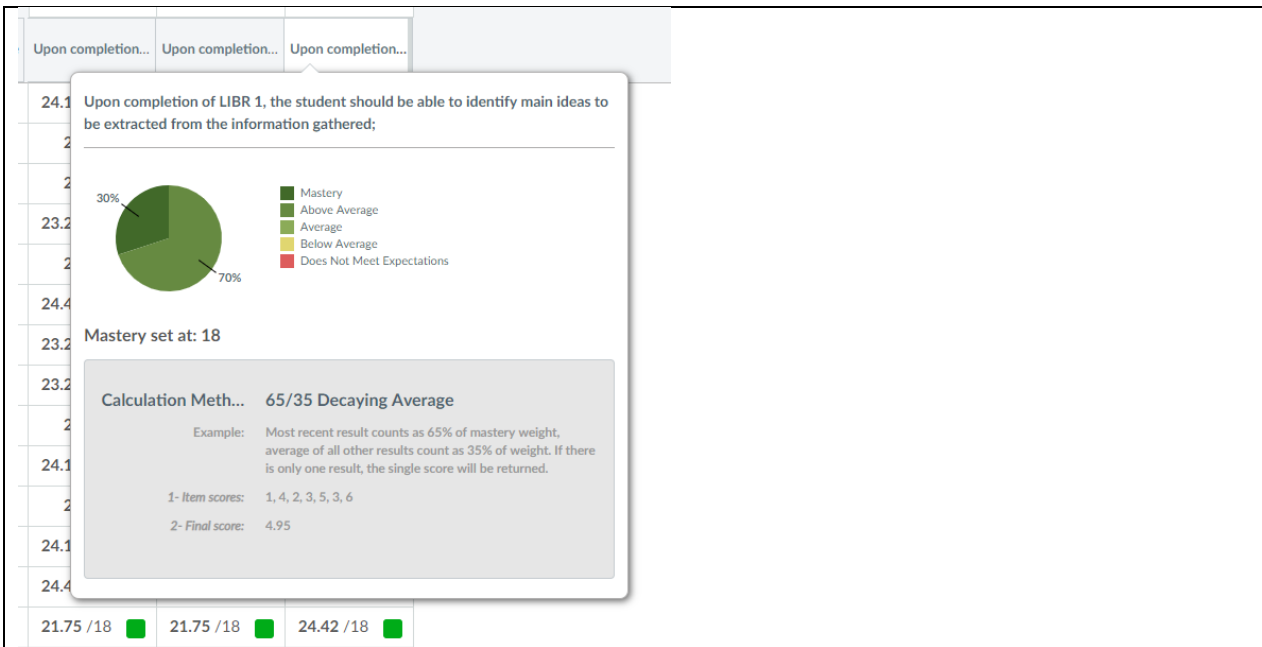 Upon completion... Upon completion... Upon completion...
Upon completion of LIBR 1, the student should be able to identify main ideas to
be extracted from the information gathered;
30%
70%
Mastery
Above Average
Average
Below Average
Does Not Meet Expectations
Mastery set at: 18
Calculation Meth... 65/35 Decaying Average
Example: Most recent result counts as 65% of mastery weight,
average of all other results count as 35% of weight. If there
is only one result, the single score will be returned.
1- Item scores: 1, 4, 2, 3, 5, 3, 6
2- Final score: 4.95
24.1
2
2
23.2
2
24.4
23.2
23.2
2
24.1
2
24.1
24.4
21.75 /18 21.75 /18 24.42 /18